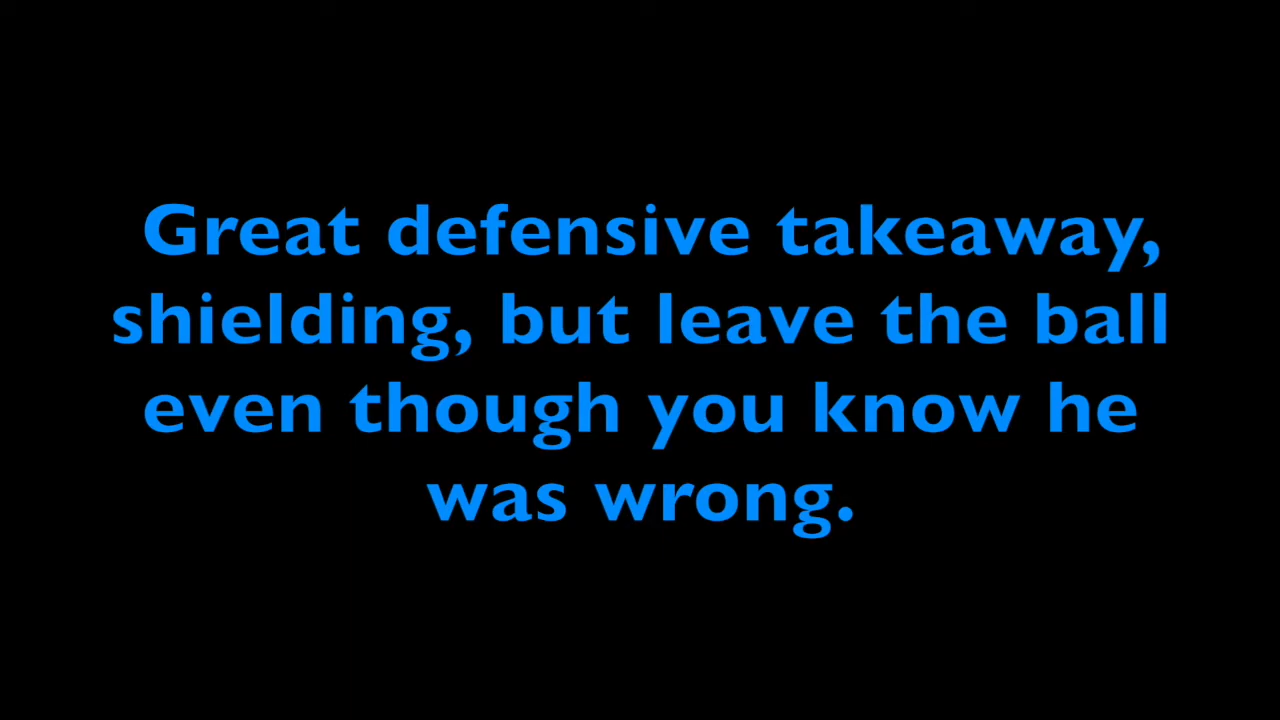 Great defensive takeaway,
shielding, but leave the ball
even though you know he
was wrong.